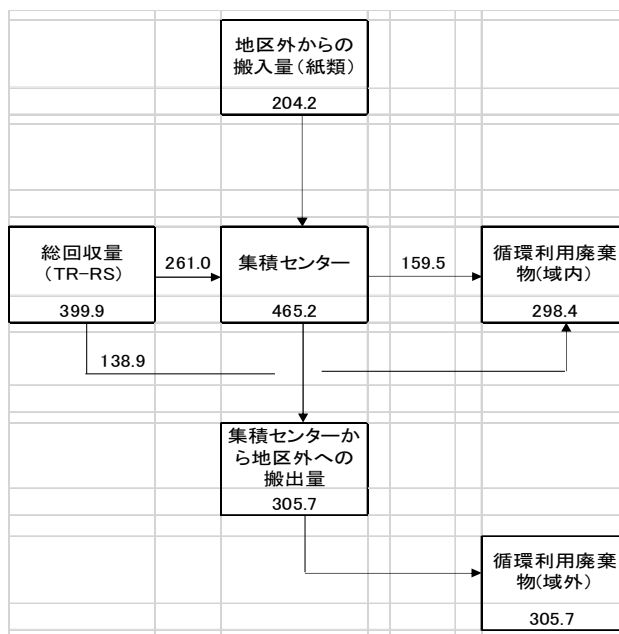 地区外からの
搬入量(紙類)
204.2
総回収量
(TR-RS)
399.9
261.0
集積センター
465.2
159.5
循環利用廃棄
物(域内)
298.4
138.9
集積センターか
ら地区外への
搬出量
305.7
循環利用廃棄
物(域外)
305.7